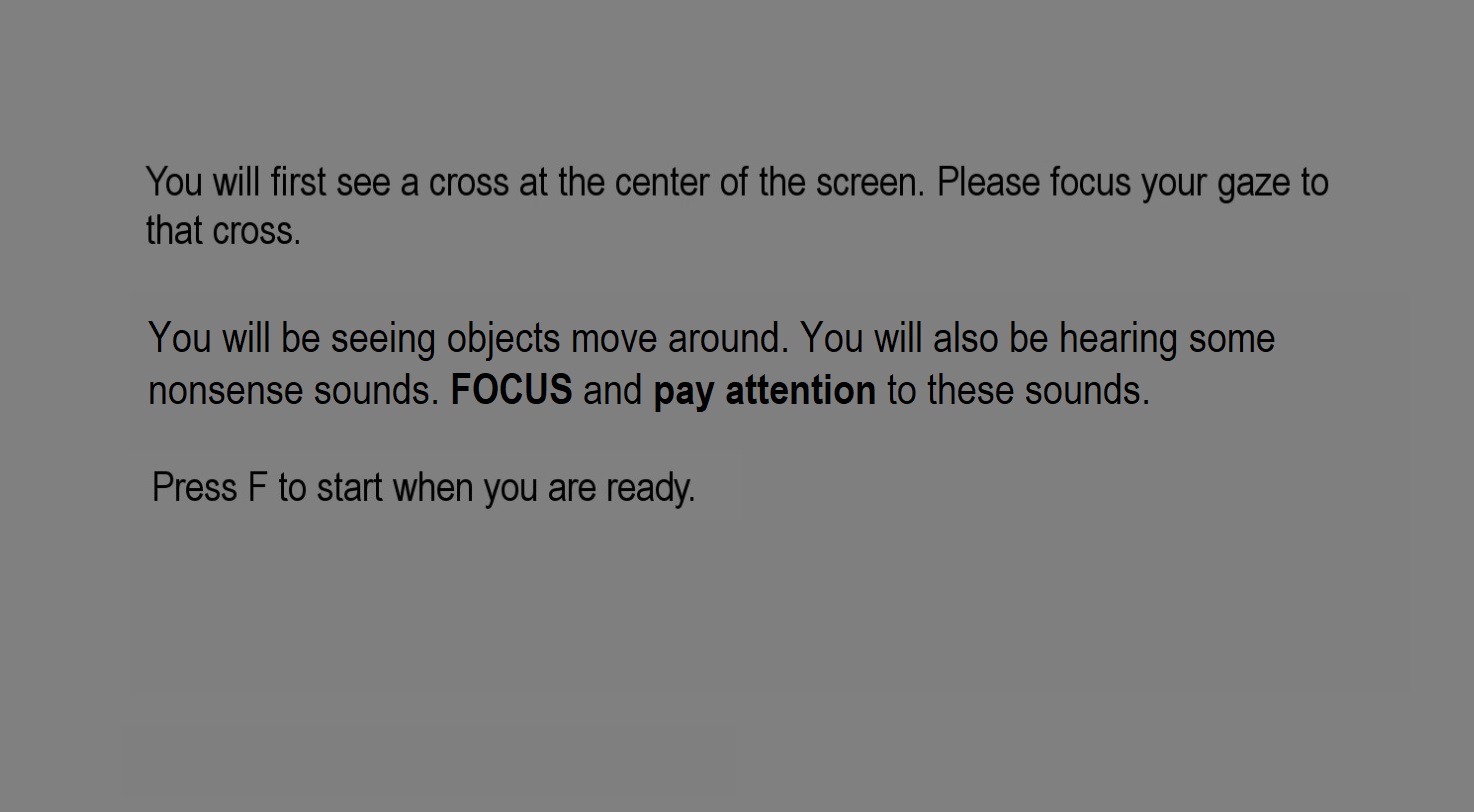 You will first see a cross at the center of the screen. Please focus your gaze to
that cross.
You will be seeing objects move around. You will also be hearing some
nonsense sounds. FOCUS and pay attention to these sounds.
Press F to start when you are ready.